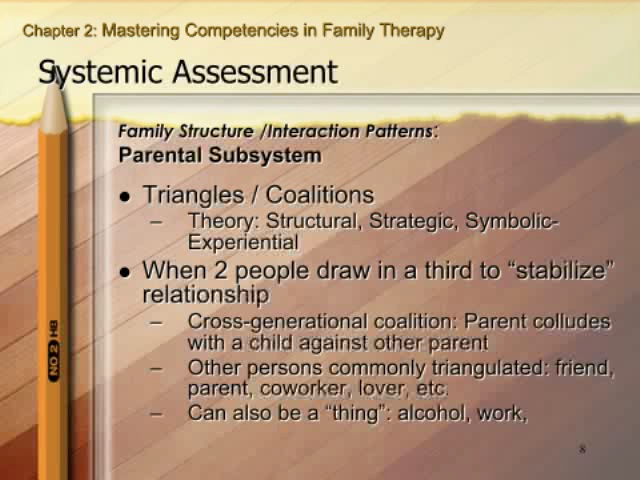 Chapter 2: Mastering Competencies in Family Therapy
Systemic Assessment
Family Structure /Interaction Patterns:
Parental Subsystem
• Triangles / Coalitions
– Theory: Structural, Strategic, Symbolic-
Experiential
• When 2 people draw in a third to “stabilize”
relationship
– Cross-generational coalition: Parent colludes
with a child against other parent
– Other persons commonly triangulated: friend,
parent, coworker, lover, etc.
– Can also be a “thing”: alcohol, work,
NO 2 HB
8